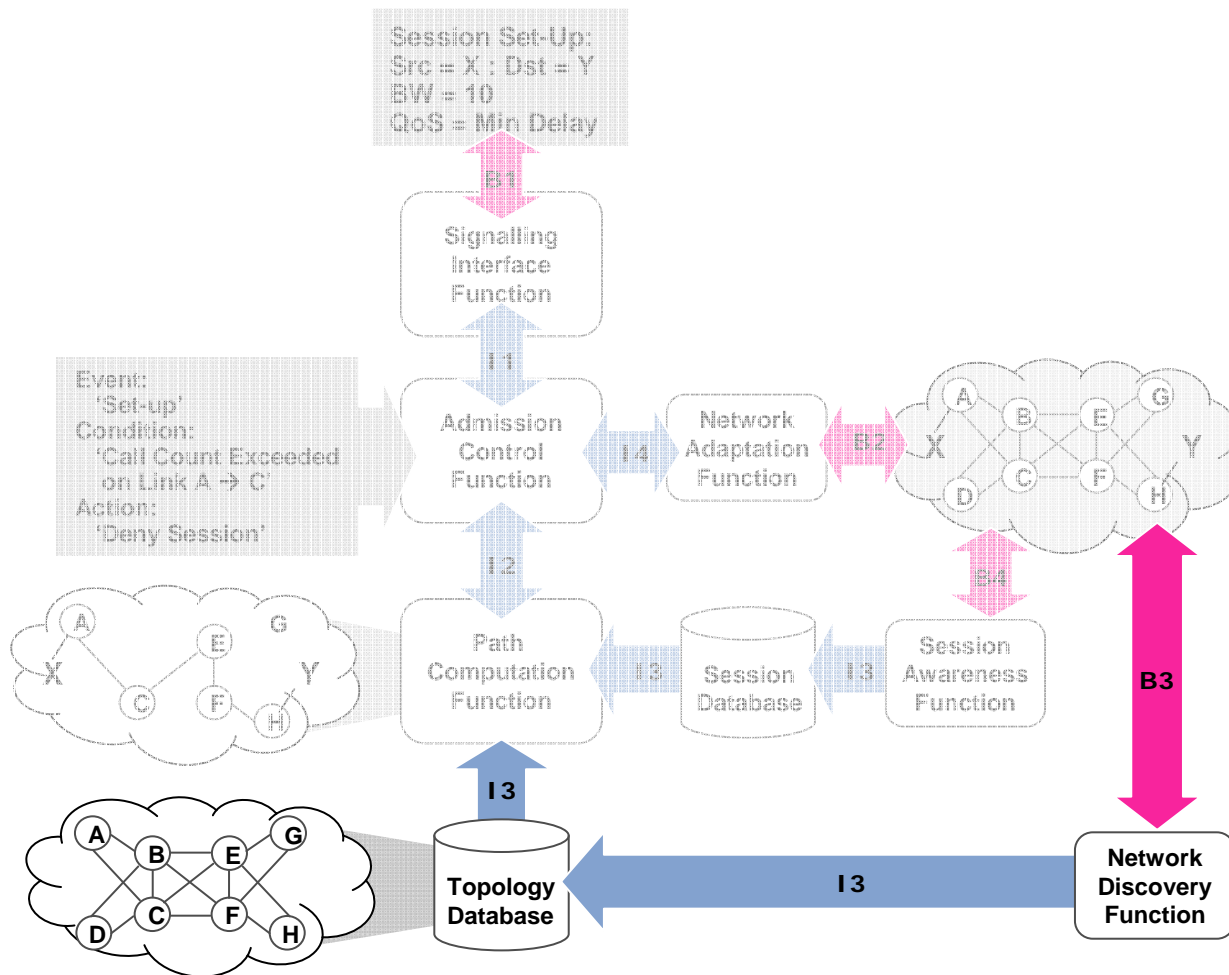 Session Set-Up:
Src = X ; Dst = Y
BW = 10
QoS = Min Delay
B1
Signalling
Interface
Function
I1
Event:
'Set-up'
Condition:
'Call Count Exceeded
on Link A → C'
Action:
'Deny Session'
Admission
Control
Function
I4
Network
Adaptation
Function
B2
A
G
B
E
X
Y
C
F
D
H
I2
B4
A
G
E
X
Y
C
F
H
Path
Computation
Function
I3
Session
Database
I3
Session
Awareness
Function
B3
I3
A
G
B
E
C
F
D
H
Topology
Database
I3
Network
Discovery
Function